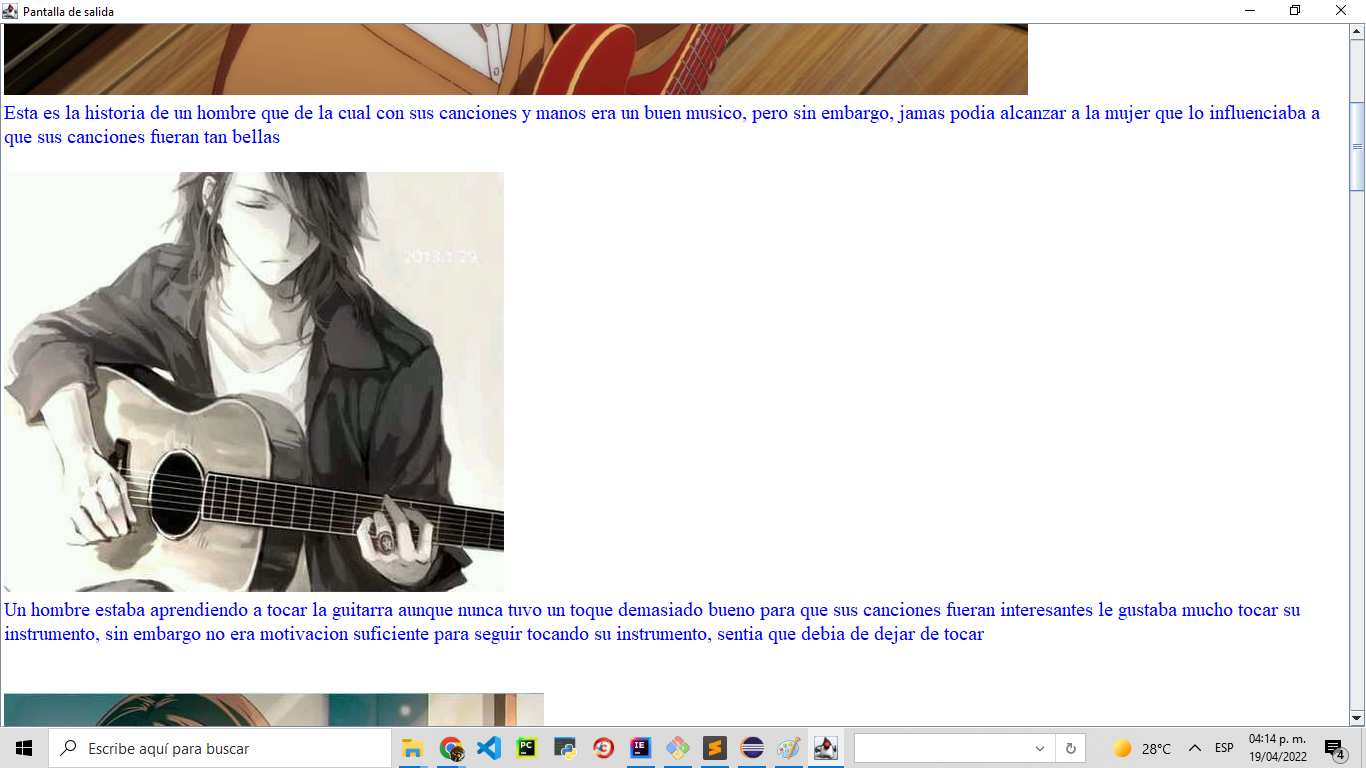 Pantalla de salida
Esta es la historia de un hombre que de la cual con sus canciones y manos era un buen musico, pero sin embargo, jamas podia alcanzar a la mujer que lo influenciaba a
que sus canciones fueran tan bellas
2013.1.29
Un hombre estaba aprendiendo a tocar la guitarra aunque nunca tuvo un toque demasiado bueno para que sus canciones fueran interesantes le gustaba mucho tocar su
instrumento, sin embargo no era motivacion suficiente para seguir tocando su instrumento, sentia que debia de dejar de tocar
Escribe aquí para buscar
PC
IE
28°C
ESP
04:14 p. m.
19/04/2022
4